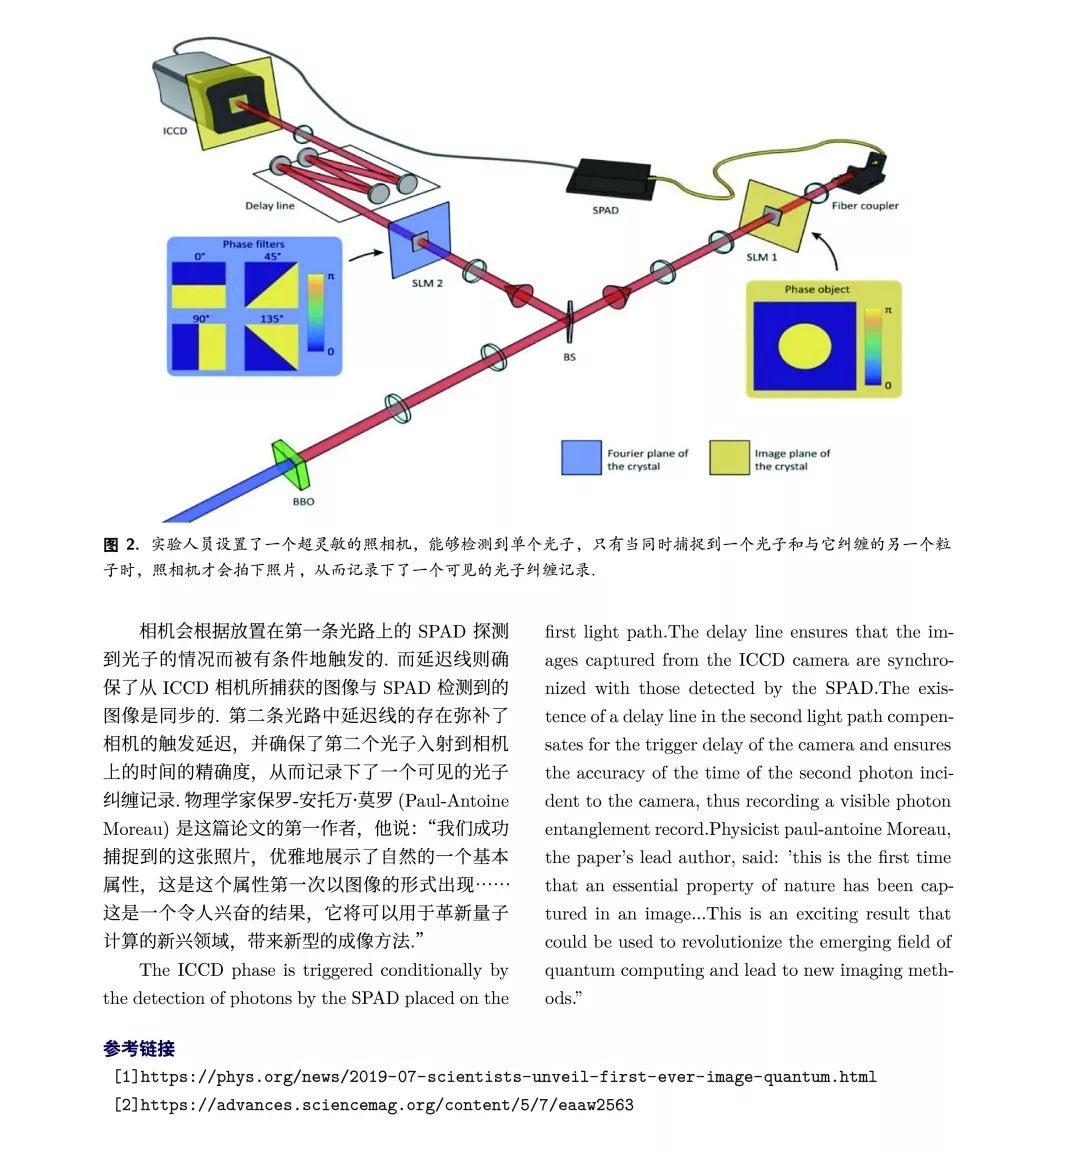 ICCD
Delay line
SPAD
Fiber coupler
SLM 1
SLM 2
Phase filters
0°
45°
π
90°
135°
0
BS
Phase object
π
0
Fourier plane of
the crystal
Image plane of
the crystal
BBO
图 2. 实验人员设置了一个超灵敏的照相机，能够检测到单个光子，只有当同时捕捉到一个光子和与它纠缠的另一个粒
子时，照相机才会拍下照片，从而记录下了一个可见的光子纠缠记录.
相机会根据放置在第一条光路上的 SPAD 探测
到光子的情况而被有条件地触发的. 而延迟线则确
保了从 ICCD 相机所捕获的图像与 SPAD 检测到的
图像是同步的. 第二条光路中延迟线的存在弥补了
相机的触发延迟，并确保了第二个光子入射到相机
上的时间的精确度，从而记录下了一个可见的光子
纠缠记录. 物理学家保罗-安托万·莫罗 (Paul-Antoine
Moreau) 是这篇论文的第一作者，他说：“我们成功
捕捉到的这张照片，优雅地展示了自然的一个基本
属性，这是这个属性第一次以图像的形式出现……
这是一个令人兴奋的结果，它将可以用于革新量子
计算的新兴领域，带来新型的成像方法.”
The ICCD phase is triggered conditionally by
the detection of photons by the SPAD placed on the
first light path.The delay line ensures that the im-
ages captured from the ICCD camera are synchro-
nized with those detected by the SPAD.The exis-
tence of a delay line in the second light path compen-
sates for the trigger delay of the camera and ensures
the accuracy of the time of the second photon inci-
dent to the camera, thus recording a visible photon
entanglement record.Physicist paul-antoine Moreau,
the paper's lead author, said: ’this is the first time
that an essential property of nature has been cap-
tured in an image...This is an exciting result that
could be used to revolutionize the emerging field of
quantum computing and lead to new imaging meth-
ods.”
参考链接
[1]https://phys.org/news/2019-07-scientists-unveil-first-ever-image-quantum.html
[2]https://advances.sciencemag.org/content/5/7/eaaw2563